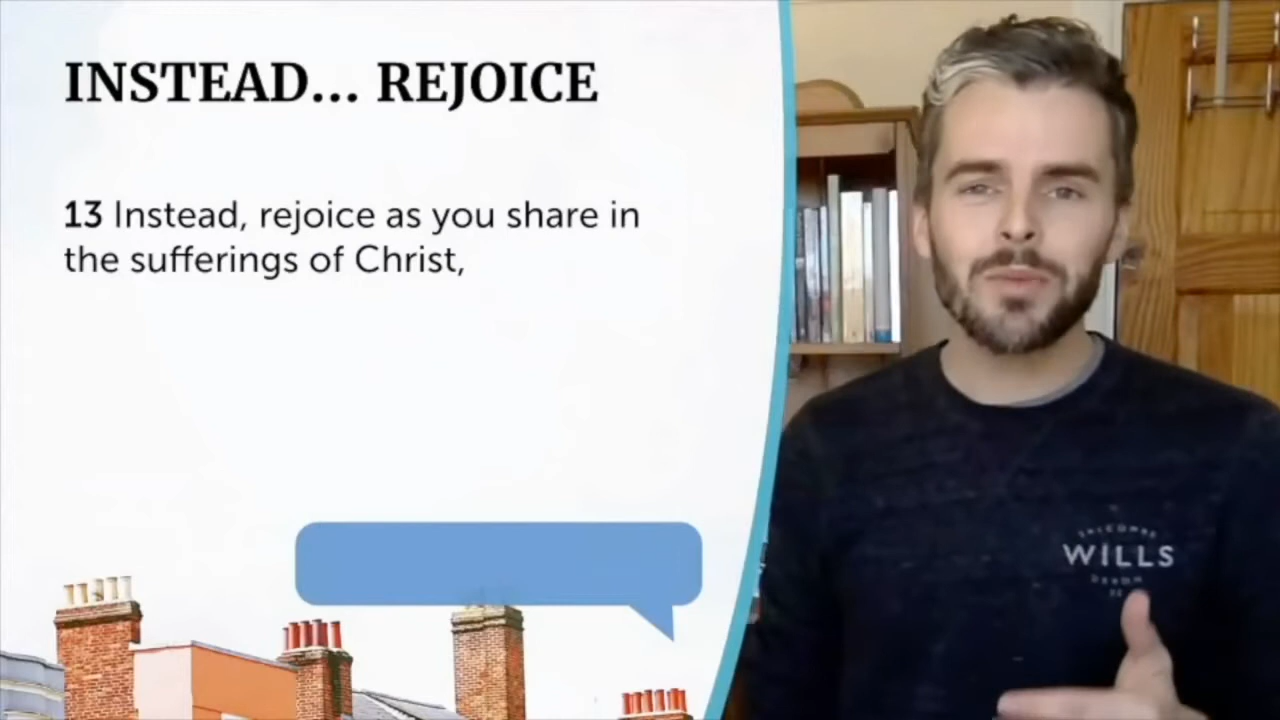 INSTEAD... REJOICE
13 Instead, rejoice as you share in
the sufferings of Christ,
WILLS